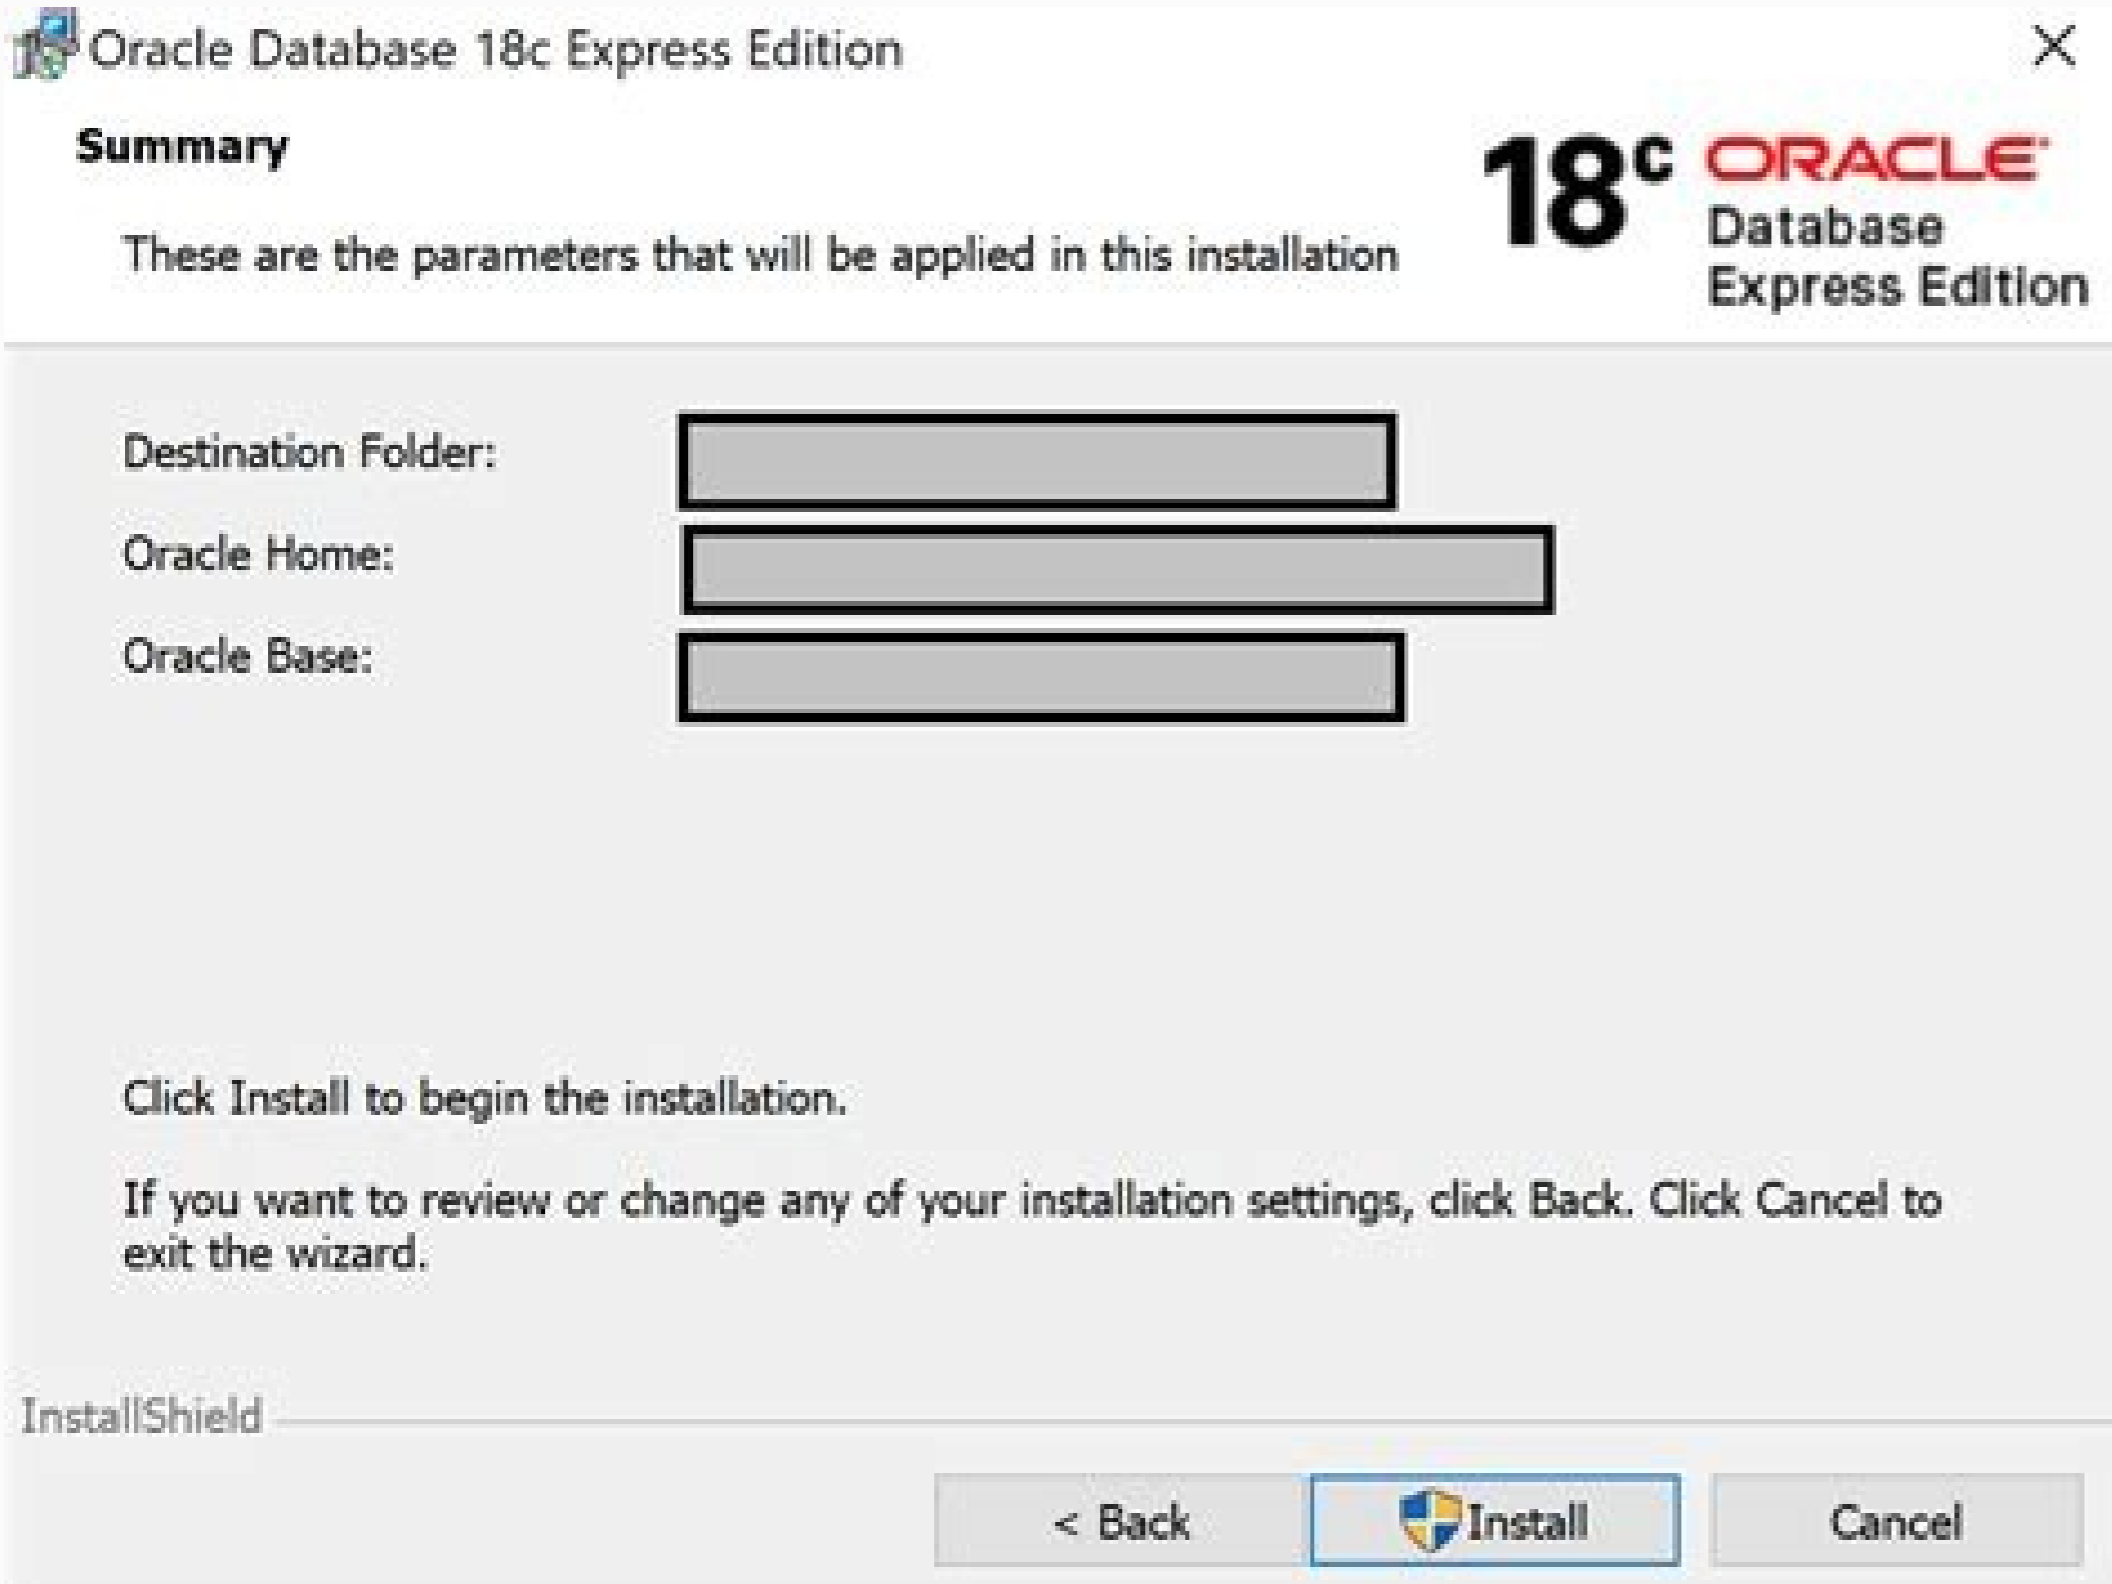 Oracle Database 18c Express Edition
Summary
These are the parameters that will be applied in this installation
18c ORACLE
Database
Express Edition
Destination Folder:
Oracle Home:
Oracle Base:
Click Install to begin the installation.
If you want to review or change any of your installation settings, click Back. Click Cancel to
exit the wizard.
InstallShield
< Back
Install
Cancel